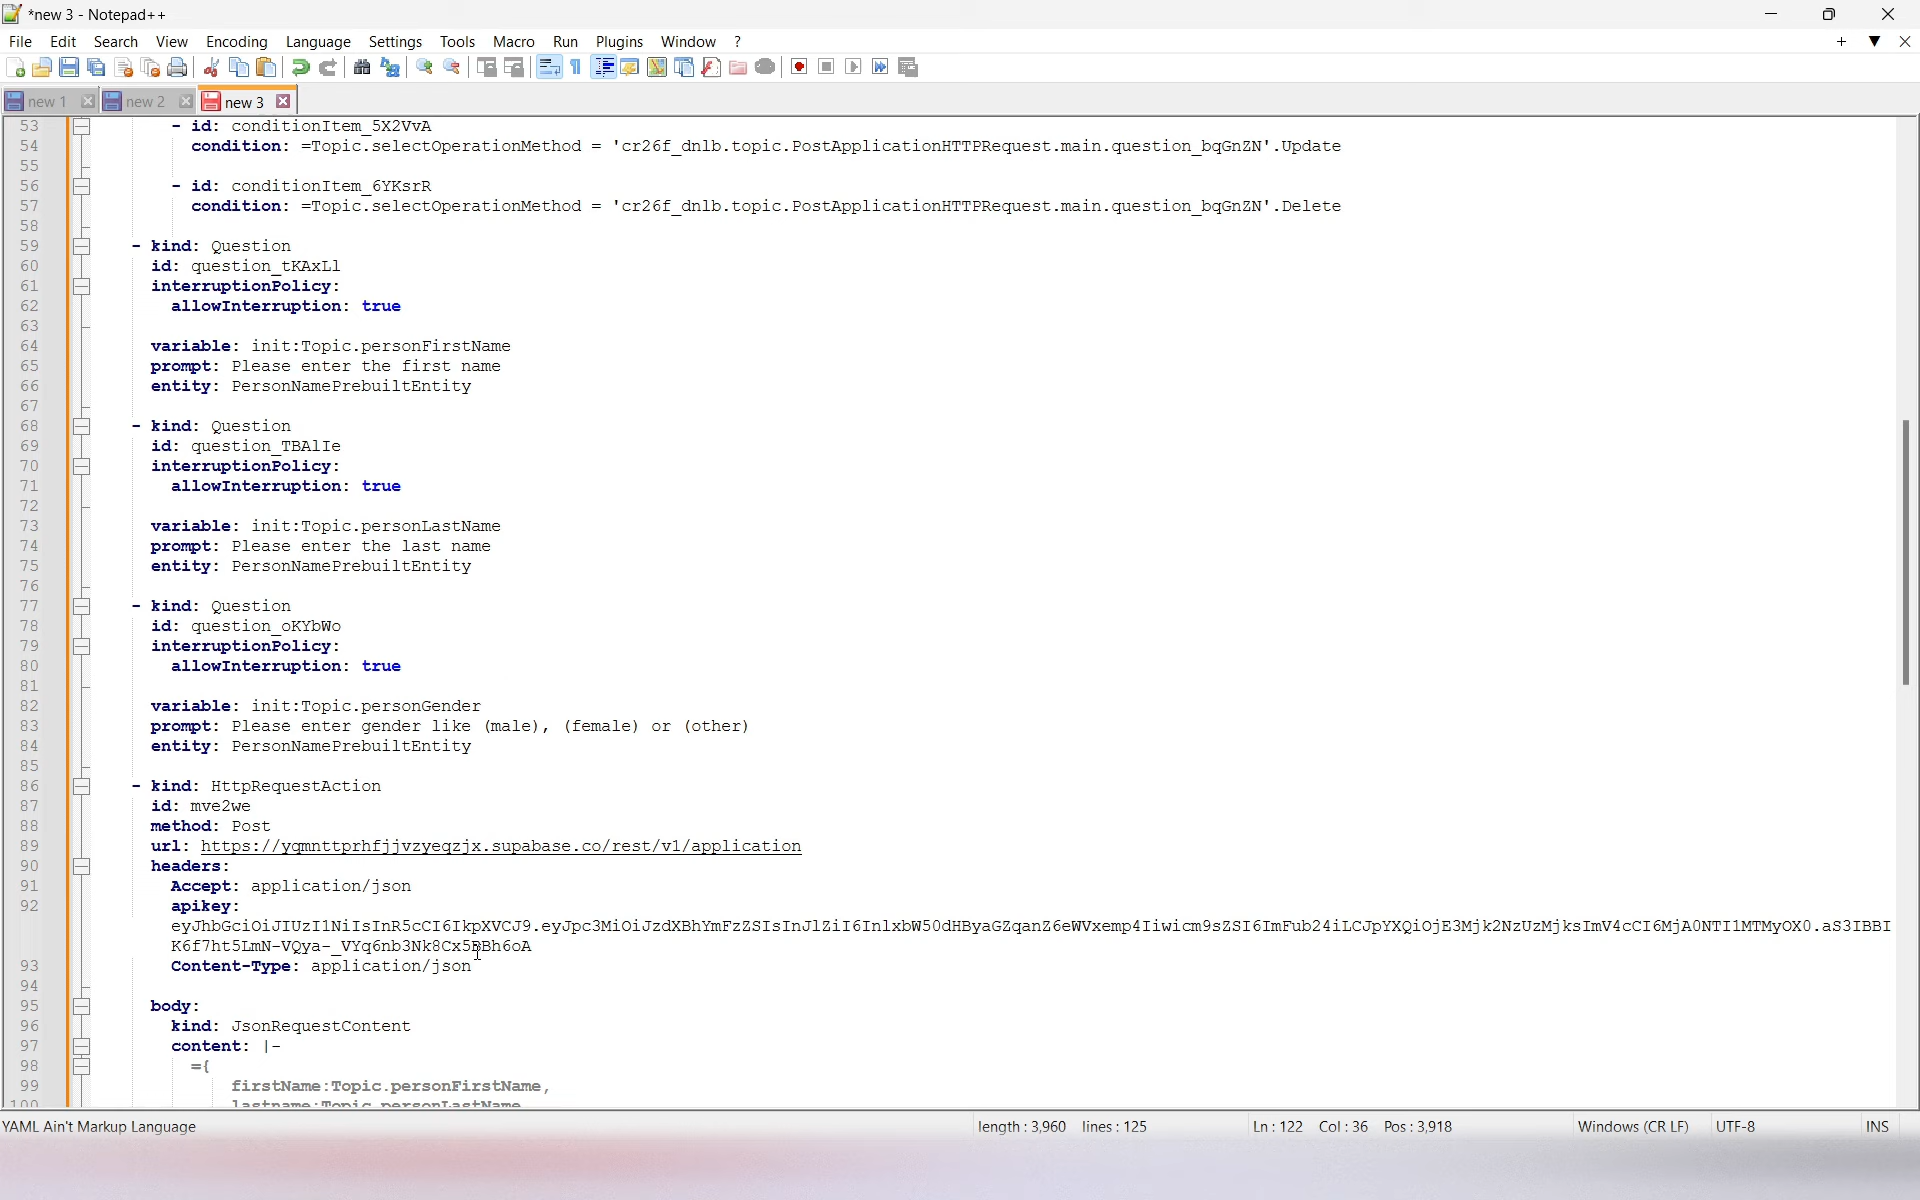 *new 3 - Notepad++
File Edit Search View Encoding Language Settings Tools Macro Run Plugins Window ?
new 1 new 2 new 3
53 - id: conditionItem_5X2VvA
54 condition: =Topic.selectOperationMethod = 'cr26f_dnlb.topic.PostApplicationHTTPRequest.main.question_bqGnZN'.Update
55
56 - id: conditionItem_6YKsrR
57 condition: =Topic.selectOperationMethod = 'cr26f_dnlb.topic.PostApplicationHTTPRequest.main.question_bqGnZN'.Delete
58
59 - kind: Question
60 id: question_tKAxLl
61 interruptionPolicy:
62 allowInterruption: true
63
64 variable: init:Topic.personFirstName
65 prompt: Please enter the first name
66 entity: PersonNamePrebuiltEntity
67
68 - kind: Question
69 id: question_TBAlIe
70 interruptionPolicy:
71 allowInterruption: true
72
73 variable: init:Topic.personLastName
74 prompt: Please enter the last name
75 entity: PersonNamePrebuiltEntity
76
77 - kind: Question
78 id: question_oKYbWo
79 interruptionPolicy:
80 allowInterruption: true
81
82 variable: init:Topic.personGender
83 prompt: Please enter gender like (male), (female) or (other)
84 entity: PersonNamePrebuiltEntity
85
86 - kind: HttpRequestAction
87 id: mve2we
88 method: Post
89 url: https://yqmnttprhfjjvzyeqzjx.supabase.co/rest/v1/application
90 headers:
91 Accept: application/json
92 apikey:
eyJhbGciOiJIUzI1NiIsInR5cCI6IkpXVCJ9.eyJpc3MiOiJzdXBhYmFzZSIsInJlZiI6InlxbW50dHByaGZqanZ6eWVxemp4Iiwicm9sZSI6ImFub24iLCJpYXQiOjE3Mjk2NzUzMjksImV4cCI6MjA0NTI1MTMyOX0.aS3IBBI
K6f7ht5LmN-VQya-_VYq6nb3Nk8Cx5BBh6oA
93 Content-Type: application/json
94
95 body:
96 kind: JsonRequestContent
97 content: |-
98 ={
99 firstName:Topic.personFirstName,
100 lastname:Topic.personLastName
YAML Ain't Markup Language length : 3,960 lines : 125 Ln : 122 Col : 36 Pos : 3,918 Windows (CR LF) UTF-8 INS